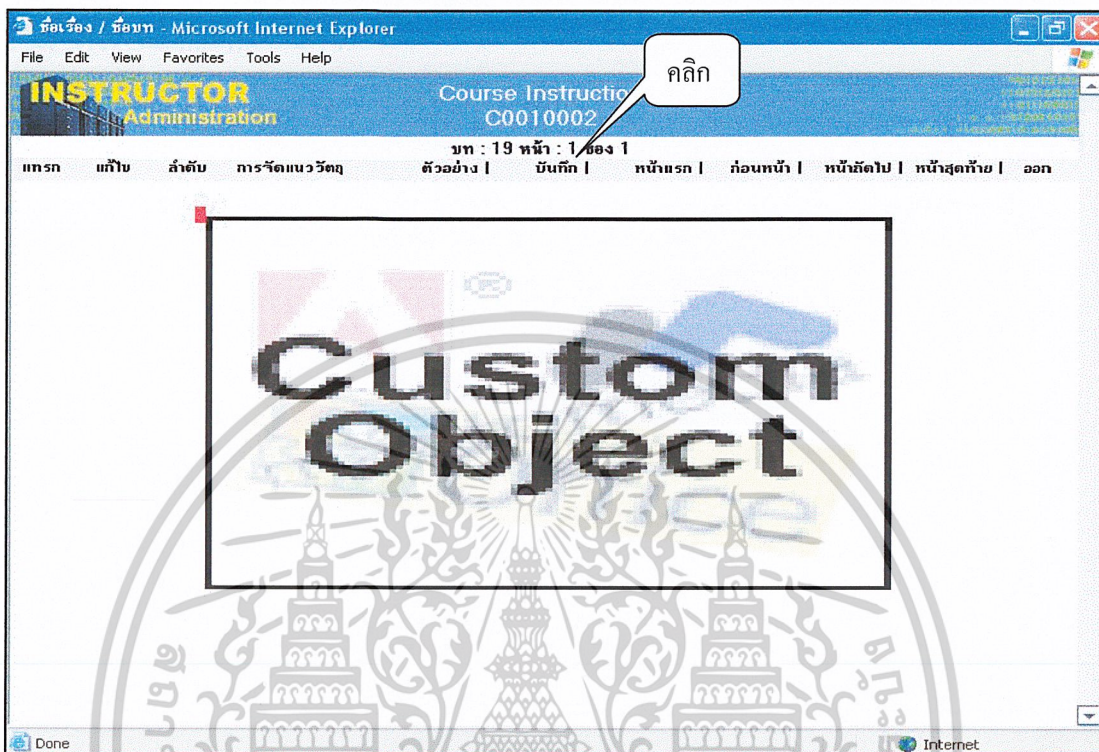 ชื่อเรื่อง / ชื่อบท - Microsoft Internet Explorer
File Edit View Favorites Tools Help
คลิก
INSTRUCTOR
Administration
Course Instructio
C0010002
บท : 19 หน้า : 1 ของ 1
แทรก แก้ไข ลำดับ การจัดแนววัตถุ ตัวอย่าง | บันทึก | หน้าแรก | ก่อนหน้า | หน้าถัดไป | หน้าสุดท้าย | ออก
®
Custom
Object
Done Internet